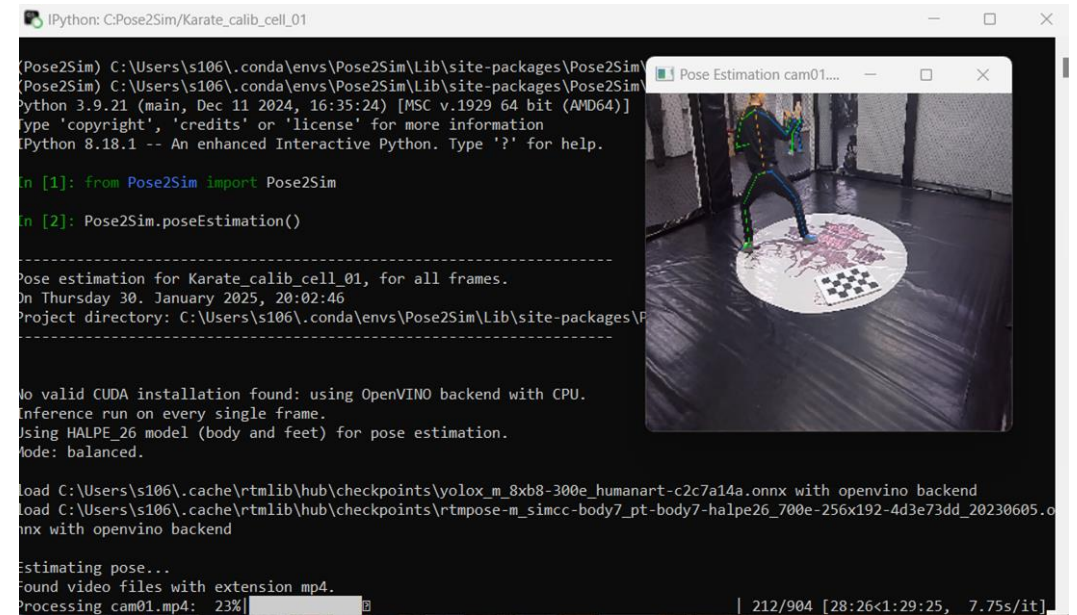 IPython: C:Pose2Sim/Karate_calib_cell_01
(Pose2Sim) C:\Users\s106\.conda\envs\Pose2Sim\Lib\site-packages\Pose2Sim\
(Pose2Sim) C:\Users\s106\.conda\envs\Pose2Sim\Lib\site-packages\Pose2Sim\
Python 3.9.21 (main, Dec 11 2024, 16:35:24) [MSC v.1929 64 bit (AMD64)]
Type 'copyright', 'credits' or 'license' for more information
IPython 8.18.1 -- An enhanced Interactive Python. Type '?' for help.
In [1]: from Pose2Sim import Pose2Sim
In [2]: Pose2Sim.poseEstimation()
---------------------------------------------------------------------
Pose estimation for Karate_calib_cell_01, for all frames.
On Thursday 30. January 2025, 20:02:46
Project directory: C:\Users\s106\.conda\envs\Pose2Sim\Lib\site-packages\P
---------------------------------------------------------------------
No valid CUDA installation found: using OpenVINO backend with CPU.
Inference run on every single frame.
Using HALPE_26 model (body and feet) for pose estimation.
Mode: balanced.
load C:\Users\s106\.cache\rtmlib\hub\checkpoints\yolox_m_8xb8-300e_humanart-c2c7a14a.onnx with openvino backend
load C:\Users\s106\.cache\rtmlib\hub\checkpoints\rtmpose-m_simcc-body7_pt-body7-halpe26_700e-256x192-4d3e73dd_20230605.o
nnx with openvino backend
Estimating pose...
Found video files with extension mp4.
Processing cam01.mp4: 23%| | 212/904 [28:26<1:29:25, 7.75s/it]
Pose Estimation cam01....